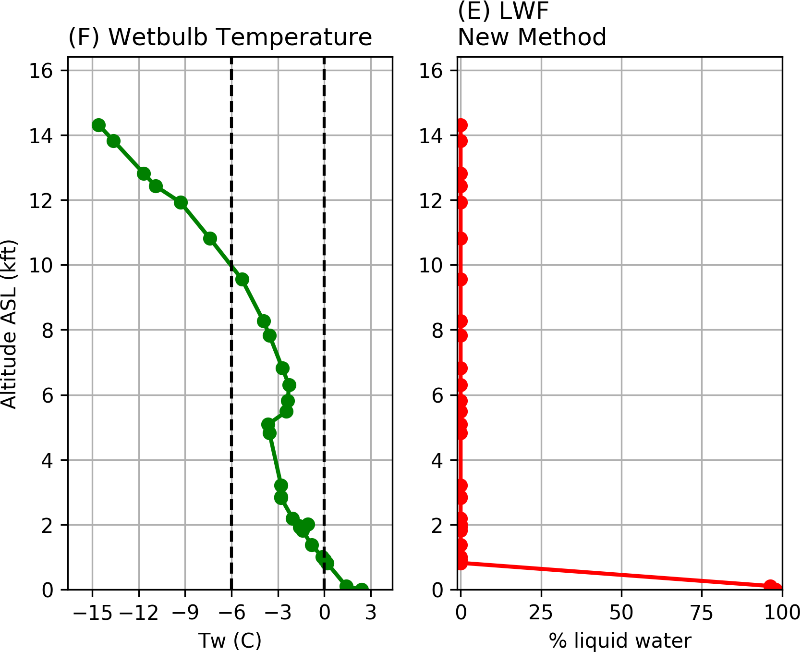 (F) Wetbulb Temperature
(E) LWF
New Method
16
14
12
10
8
6
4
2
0
Altitude ASL (kft)
−15 −12 −9 −6 −3 0 3
Tw (C)
16
14
12
10
8
6
4
2
0
0 25 50 75 100
% liquid water